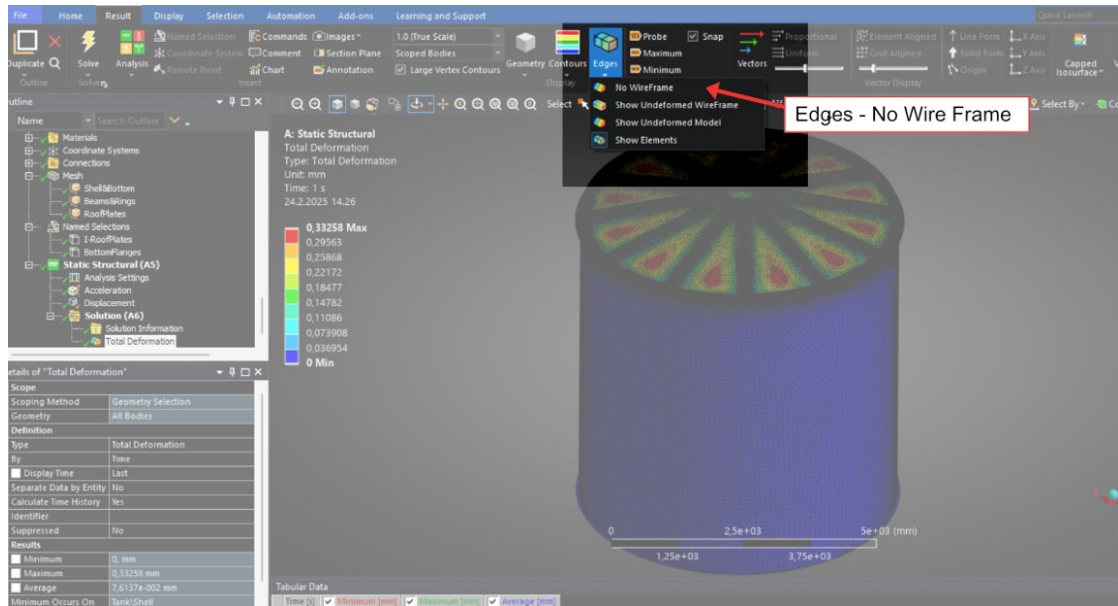 File Home Result Display Selection Automation Add-ons Learning and Support Quick Launch
Named Selection Commands Images 1.0 (True Scale) Probe Snap Proportional Element Aligned Line Form X Axis
Coordinate System Comment Section Plane Scoped Bodies Maximum Uniform Grid Aligned Solid Form Y Axis
Duplicate Solve Analysis Remote Point Chart Annotation Large Vertex Contours Geometry Contours Edges Minimum Vectors Origin Z Axis Capped Isosurface
Outline Solver Insert Display Vector Display
No WireFrame
Show Undeformed WireFrame
Show Undeformed Model
Show Elements
Edges - No Wire Frame
Outline
Name Search Outline
Select Select By
Materials
Coordinate Systems
Connections
Mesh
Shell&Bottom
Beams&Rings
RoofPlates
Named Selections
I-RoofPlates
BottomFlanges
Static Structural (A5)
Analysis Settings
Acceleration
Displacement
Solution (A6)
Solution Information
Total Deformation
A: Static Structural
Total Deformation
Type: Total Deformation
Unit: mm
Time: 1 s
24.2.2025 14.26
0,33258 Max
0,29563
0,25868
0,22172
0,18477
0,14782
0,11086
0,073908
0,036954
0 Min
Details of "Total Deformation"
Scope
Scoping Method Geometry Selection
Geometry All Bodies
Definition
Type Total Deformation
By Time
Display Time Last
Separate Data by Entity No
Calculate Time History Yes
Identifier
Suppressed No
Results
Minimum 0, mm
Maximum 0,33258 mm
Average 7,6137e-002 mm
Minimum Occurs On Tank\Shell
0 2,5e+03 5e+03 (mm)
1,25e+03 3,75e+03
Tabular Data
Time [s] Minimum [mm] Maximum [mm] Average [mm]